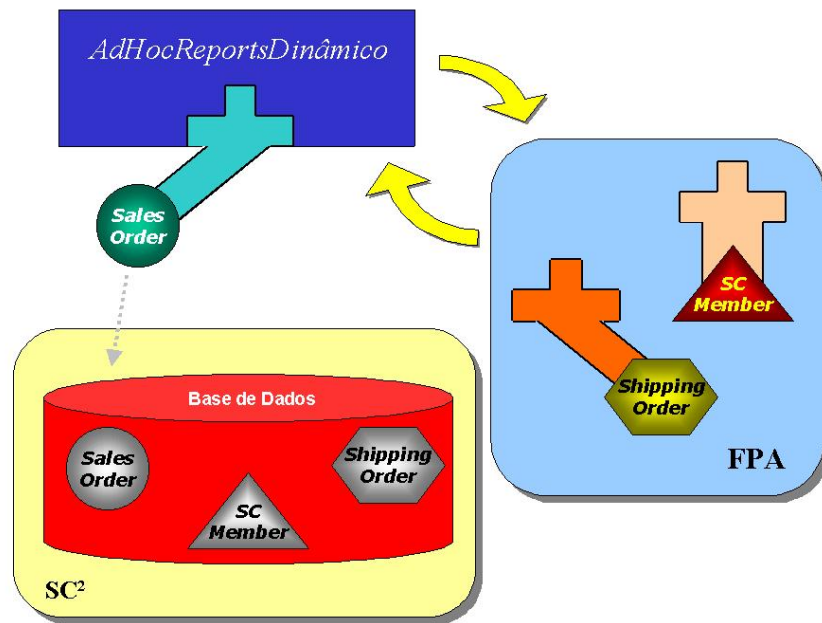 AdHocReportsDinâmico
Sales
Order
SC
Member
Shipping
Order
FPA
Base de Dados
Sales
Order
Shipping
Order
SC
Member
SC²